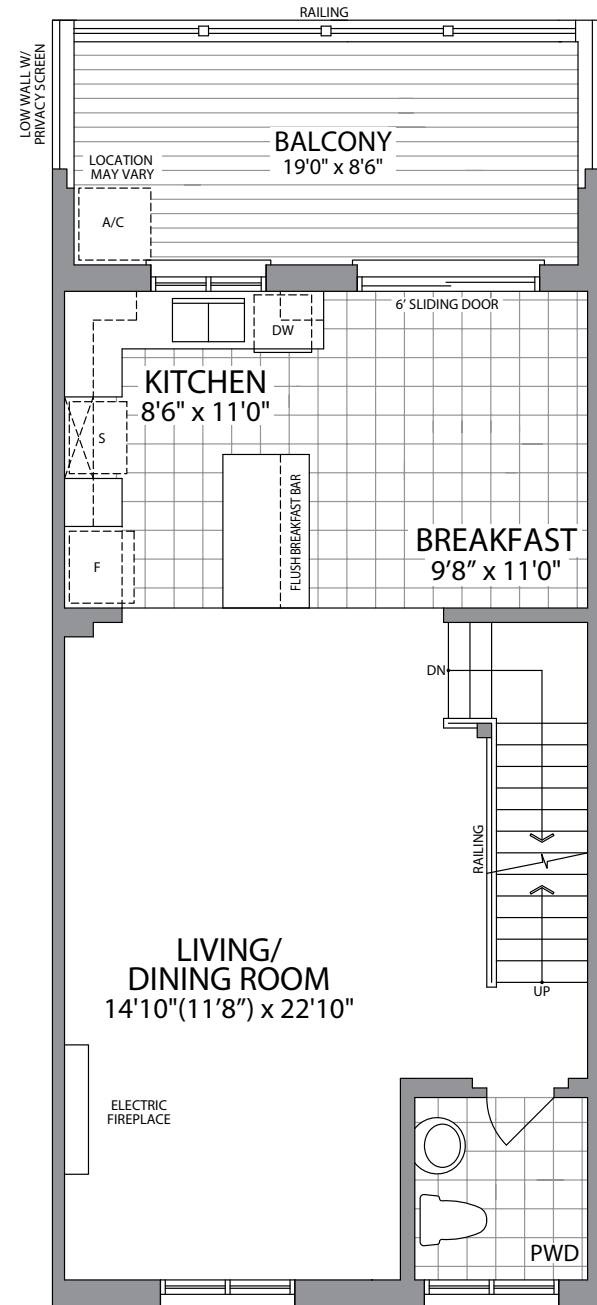 RAILING
LOW WALL W/
PRIVACY SCREEN
BALCONY
19'0" x 8'6"
LOCATION
MAY VARY
A/C
6' SLIDING DOOR
DW
KITCHEN
8'6" x 11'0"
S
FLUSH BREAKFAST BAR
BREAKFAST
9’8” x 11'0"
F
DN
RAILING
LIVING/
DINING ROOM
14'10"(11’8”) x 22'10"
UP
ELECTRIC
FIREPLACE
PWD